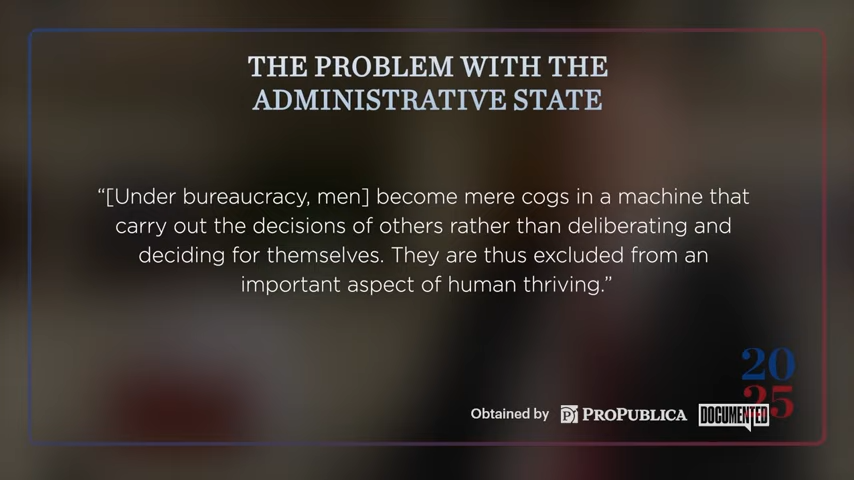 THE PROBLEM WITH THE
ADMINISTRATIVE STATE
“[Under bureaucracy, men] become mere cogs in a machine that
carry out the decisions of others rather than deliberating and
deciding for themselves. They are thus excluded from an
important aspect of human thriving.”
20
25
Obtained by PROPUBLICA DOCUMENTED